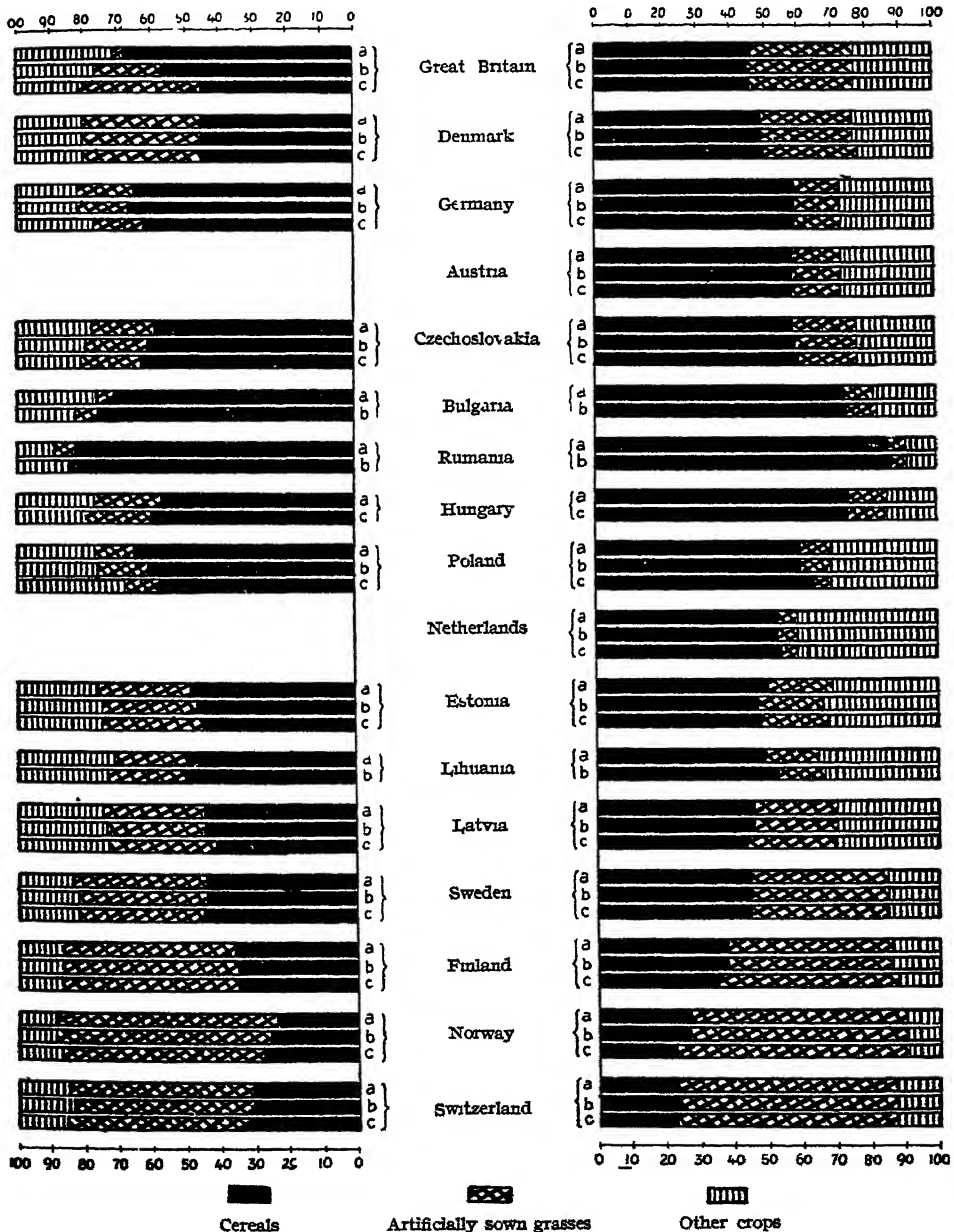 00 90 80 70 60 50 40 30 20 10 0 0 10 20 30 40 50 60 70 80 90 100
a a
b Great Britain b
c c
a a
b Denmark b
c c
a a
b Germany b
c c
a
Austria b
c
a a
b Czechoslovakia b
c c
a Bulgaria a
b b
a Rumania a
b b
a Hungary a
c c
a a
b Poland b
c c
a
Netherlands b
c
a a
b Estonia b
c c
a Lihuania a
b b
a a
b Latvia b
c c
a a
b Sweden b
c c
a a
b Finland b
c c
a a
b Norway b
c c
a a
b Switzerland b
c c
100 90 80 70 60 50 40 30 20 10 0 0 10 20 30 40 50 60 70 80 90 100
Cereals Artificially sown grasses Other crops